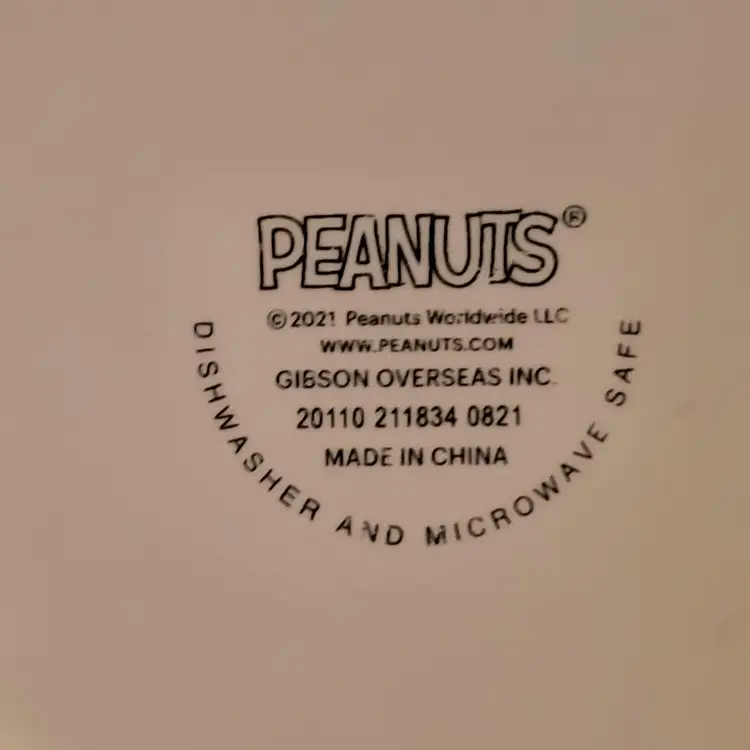 PEANUTS®
©2021 Peanuts Worldwide LLC
WWW.PEANUTS.COM
GIBSON OVERSEAS INC.
20110 211834 0821
MADE IN CHINA
DISHWASHER AND MICROWAVE SAFE